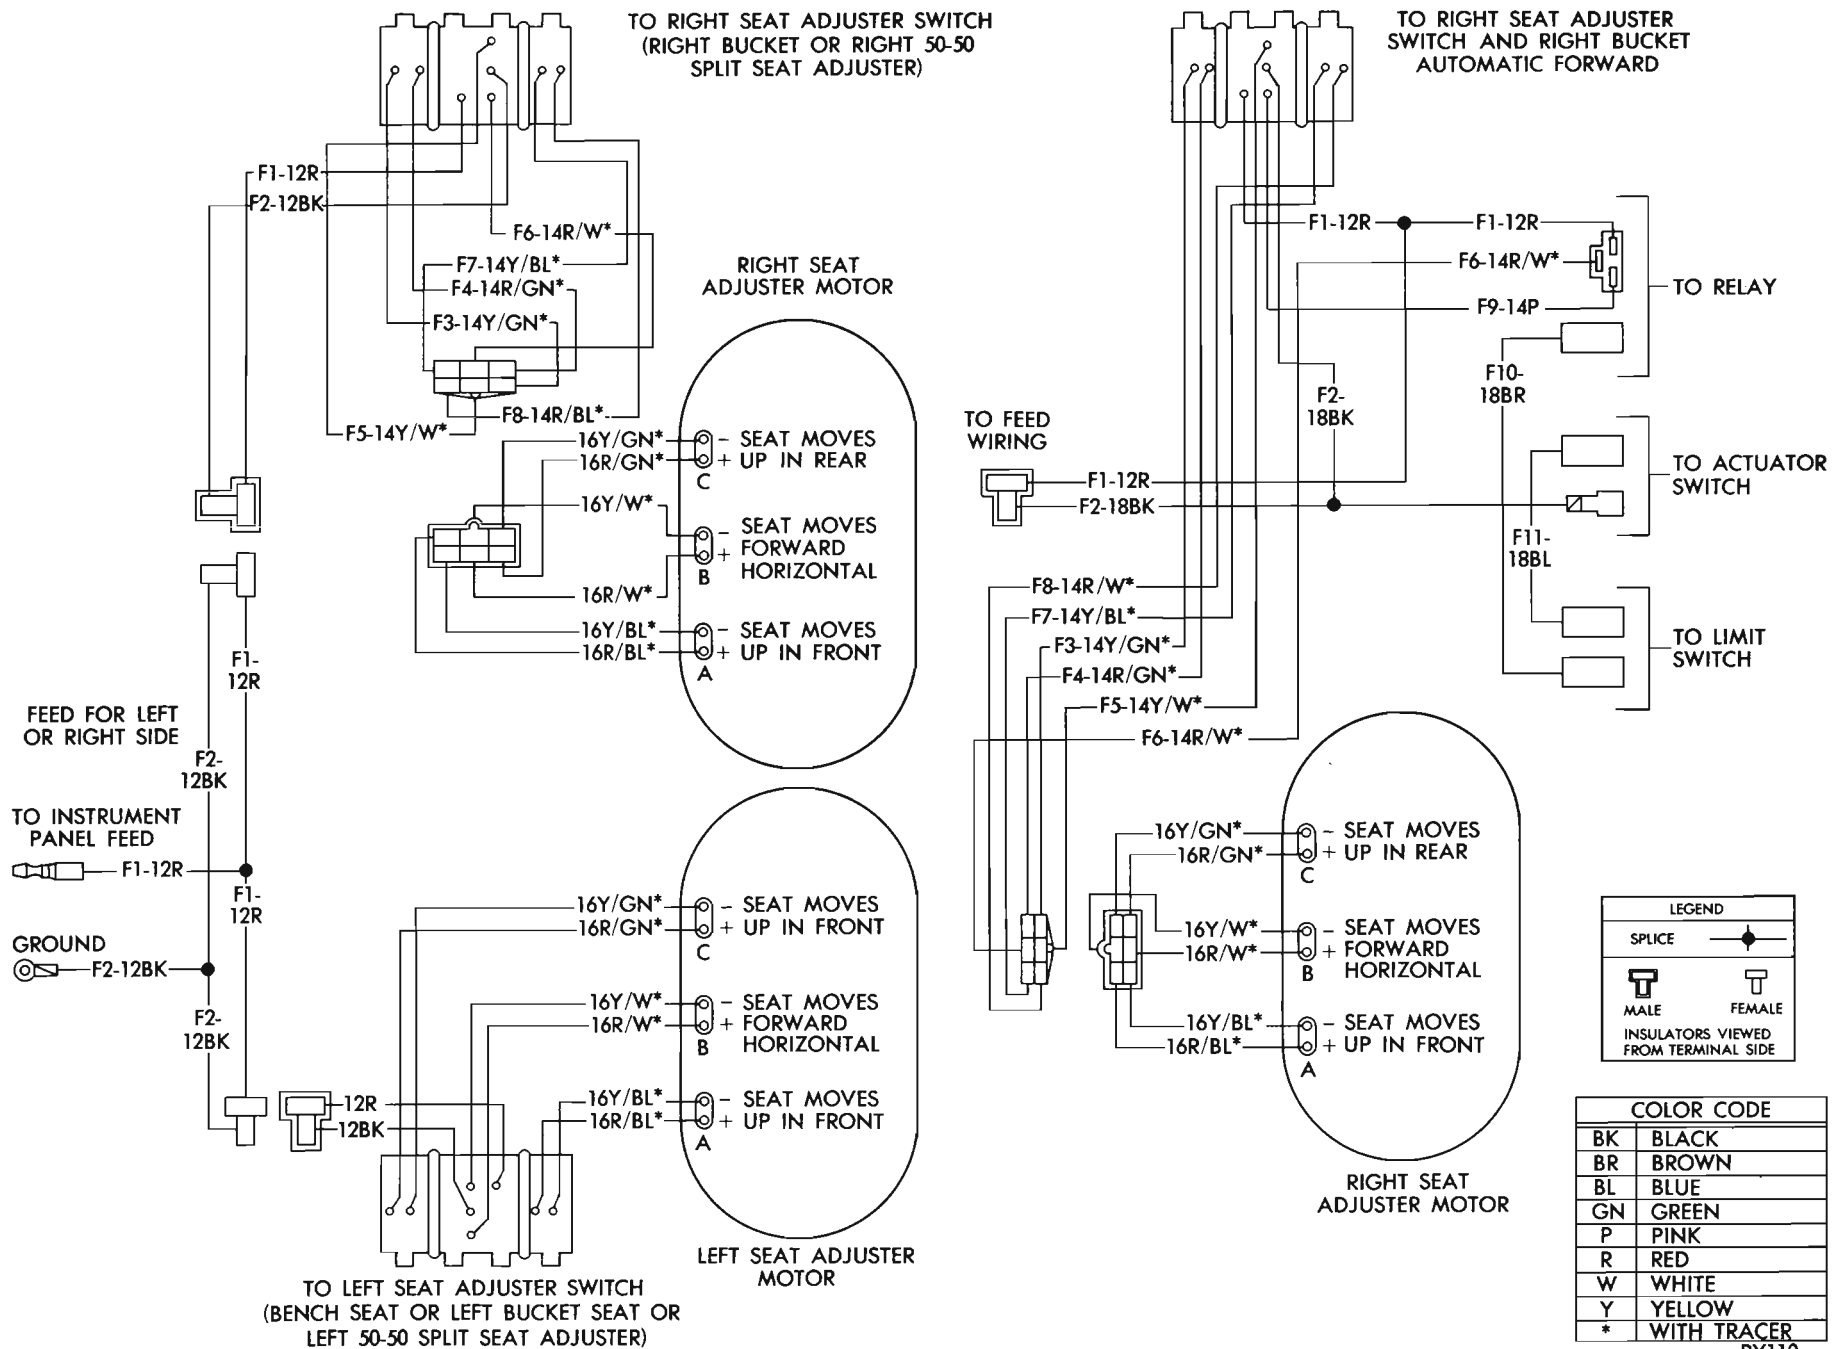 TO RIGHT SEAT ADJUSTER SWITCH
(RIGHT BUCKET OR RIGHT 50-50
SPLIT SEAT ADJUSTER)
F1-12R
F2-12BK
F6-14R/W*
F7-14Y/BL*
F4-14R/GN*
F3-14Y/GN*
F8-14R/BL*
F5-14Y/W*
RIGHT SEAT
ADJUSTER MOTOR
16Y/GN*
- SEAT MOVES
16R/GN*
+ UP IN REAR
C
16Y/W*
- SEAT MOVES
+ FORWARD
HORIZONTAL
B
16R/W*
16Y/BL*
- SEAT MOVES
16R/BL*
+ UP IN FRONT
A
F1-
12R
FEED FOR LEFT
OR RIGHT SIDE
F2-
12BK
TO INSTRUMENT
PANEL FEED
F1-12R
F1-
12R
GROUND
F2-12BK
F2-
12BK
12R
12BK
16Y/GN*
- SEAT MOVES
16R/GN*
+ UP IN FRONT
C
16Y/W*
- SEAT MOVES
16R/W*
+ FORWARD
B
HORIZONTAL
16Y/BL*
- SEAT MOVES
16R/BL*
+ UP IN FRONT
A
LEFT SEAT ADJUSTER
MOTOR
TO LEFT SEAT ADJUSTER SWITCH
(BENCH SEAT OR LEFT BUCKET SEAT OR
LEFT 50-50 SPLIT SEAT ADJUSTER)
TO RIGHT SEAT ADJUSTER
SWITCH AND RIGHT BUCKET
AUTOMATIC FORWARD
F1-12R
F1-12R
F6-14R/W*
TO RELAY
F9-14P
F10-
18BR
F2-
18BK
TO FEED
WIRING
F1-12R
F2-18BK
TO ACTUATOR
SWITCH
F11-
18BL
F8-14R/W*
F7-14Y/BL*
F3-14Y/GN*
F4-14R/GN*
F5-14Y/W*
F6-14R/W*
TO LIMIT
SWITCH
16Y/GN*
- SEAT MOVES
16R/GN*
+ UP IN REAR
C
16Y/W*
- SEAT MOVES
16R/W*
+ FORWARD
B
HORIZONTAL
16Y/BL*
- SEAT MOVES
16R/BL*
+ UP IN FRONT
A
RIGHT SEAT
ADJUSTER MOTOR
LEGEND
SPLICE
MALE
FEMALE
INSULATORS VIEWED
FROM TERMINAL SIDE
COLOR CODE
BK BLACK
BR BROWN
BL BLUE
GN GREEN
P PINK
R RED
W WHITE
Y YELLOW
* WITH TRACER